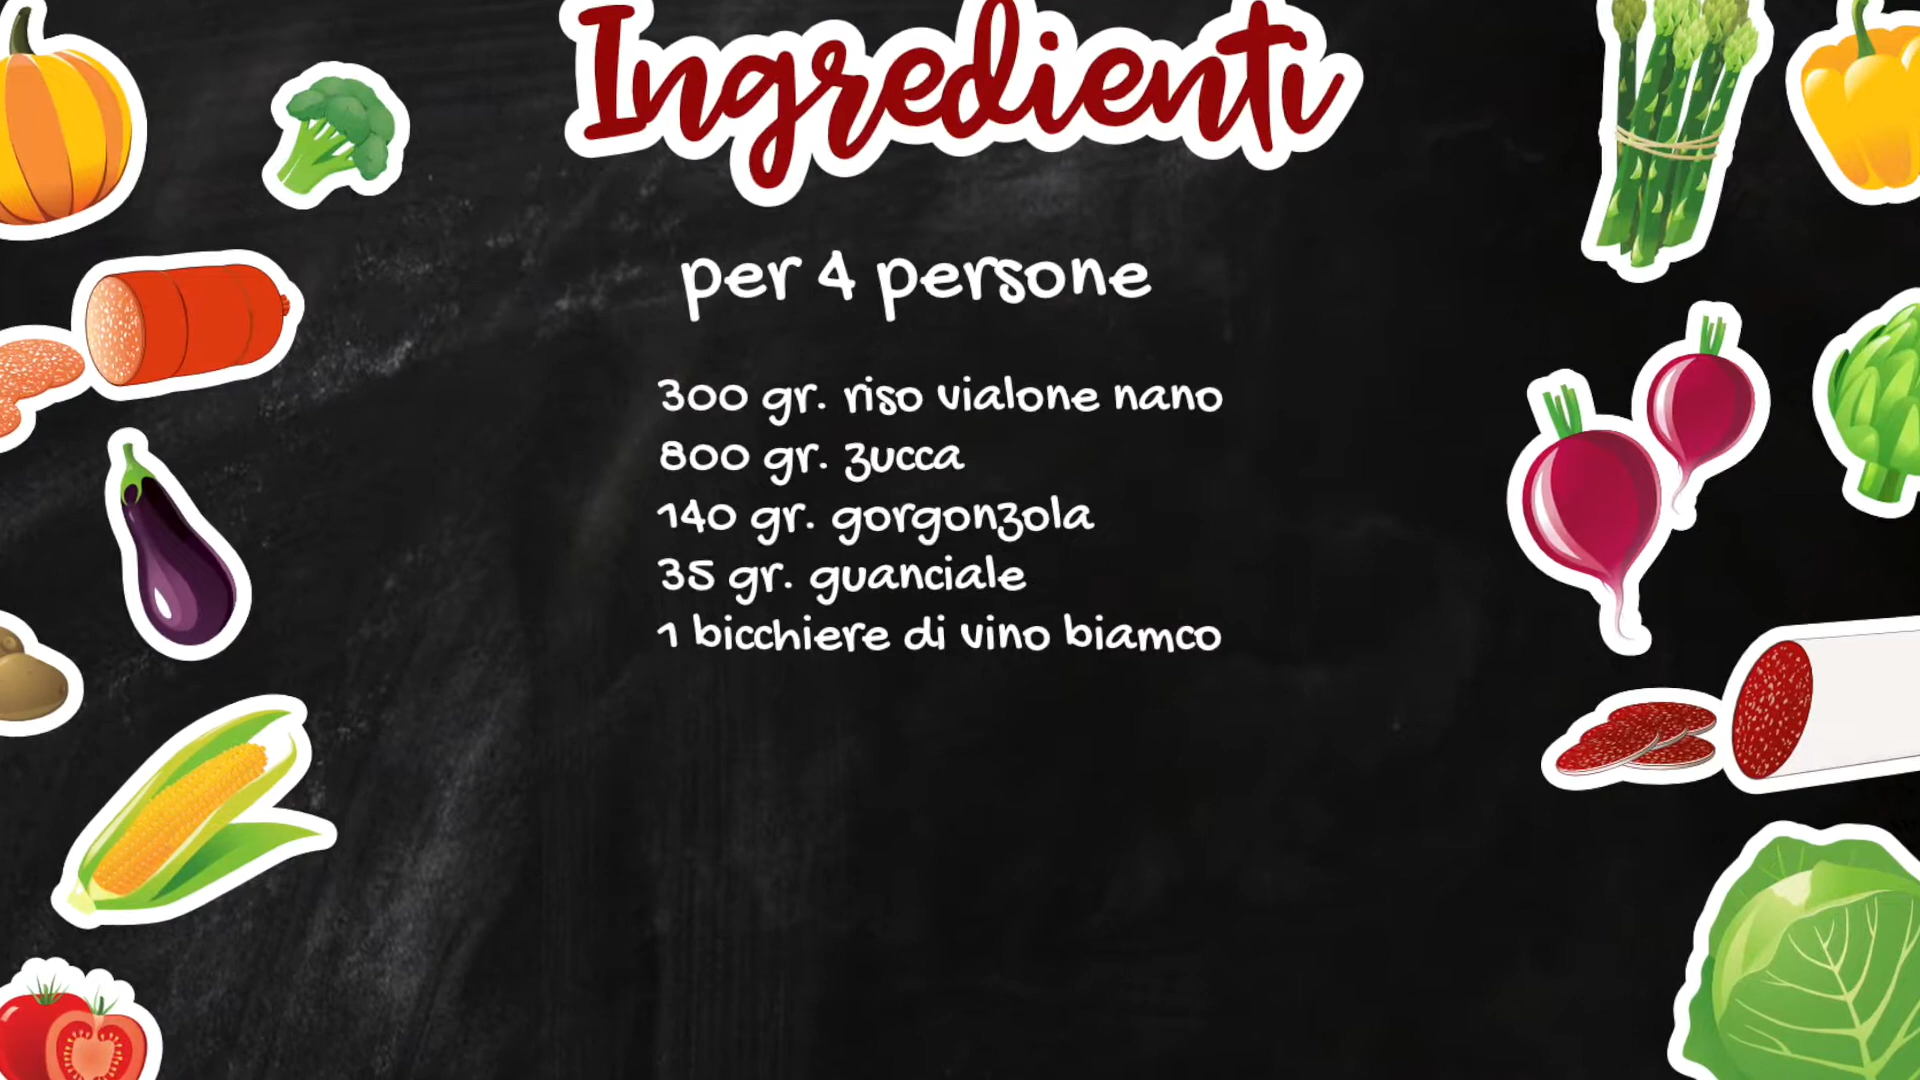 Ingredienti
per 4 persone
300 gr. riso vialone nano
800 gr. zucca
140 gr. gorgonzola
35 gr. guanciale
1 bicchiere di vino biamco